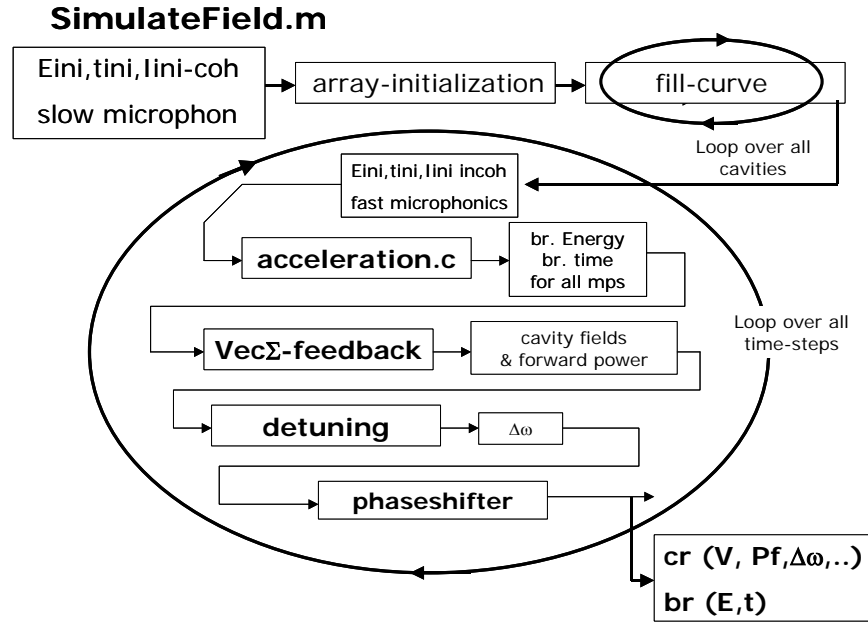 SimulateField.m
Eini,tini,Iini-coh
slow microphon
array-initialization
fill-curve
Loop over all
cavities
Eini,tini,Iini incoh
fast microphonics
acceleration.c
br. Energy
br. time
for all mps
Loop over all
time-steps
VecΣ-feedback
cavity fields
& forward power
detuning
Δω
phaseshifter
cr (V, Pf,Δω,..)
br (E,t)